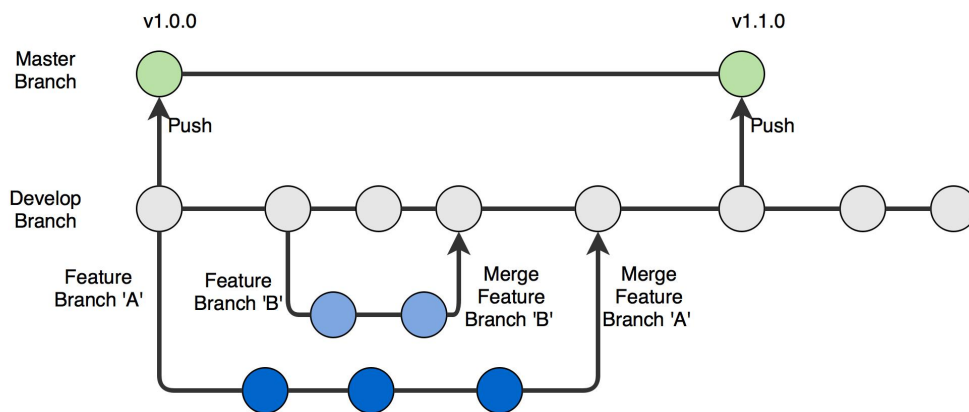 v1.0.0
v1.1.0
Master
Branch
Push
Push
Develop
Branch
Feature
Branch 'A'
Feature
Branch 'B'
Merge
Feature
Branch 'B'
Merge
Feature
Branch 'A'